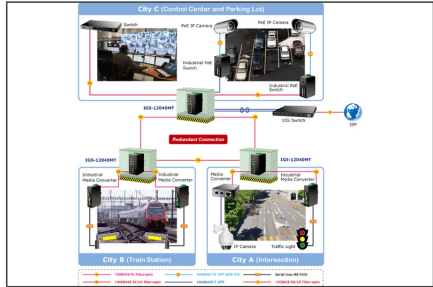 City C (Control Center and Parking Lot)
Switch
PoE IP Camera
PoE IP Camera
Industrial PoE
Switch
Industrial PoE
Switch
IGS-12040MT
10G Switch
ISP
Redundant Connection
IGS-12040MT
IGS-12040MT
Industrial
Media Converter
Industrial
Media Converter
Media
Converter
Industrial
Media Converter
IP Camera
Traffic Light
City B (Train Station)
City A (Intersection)